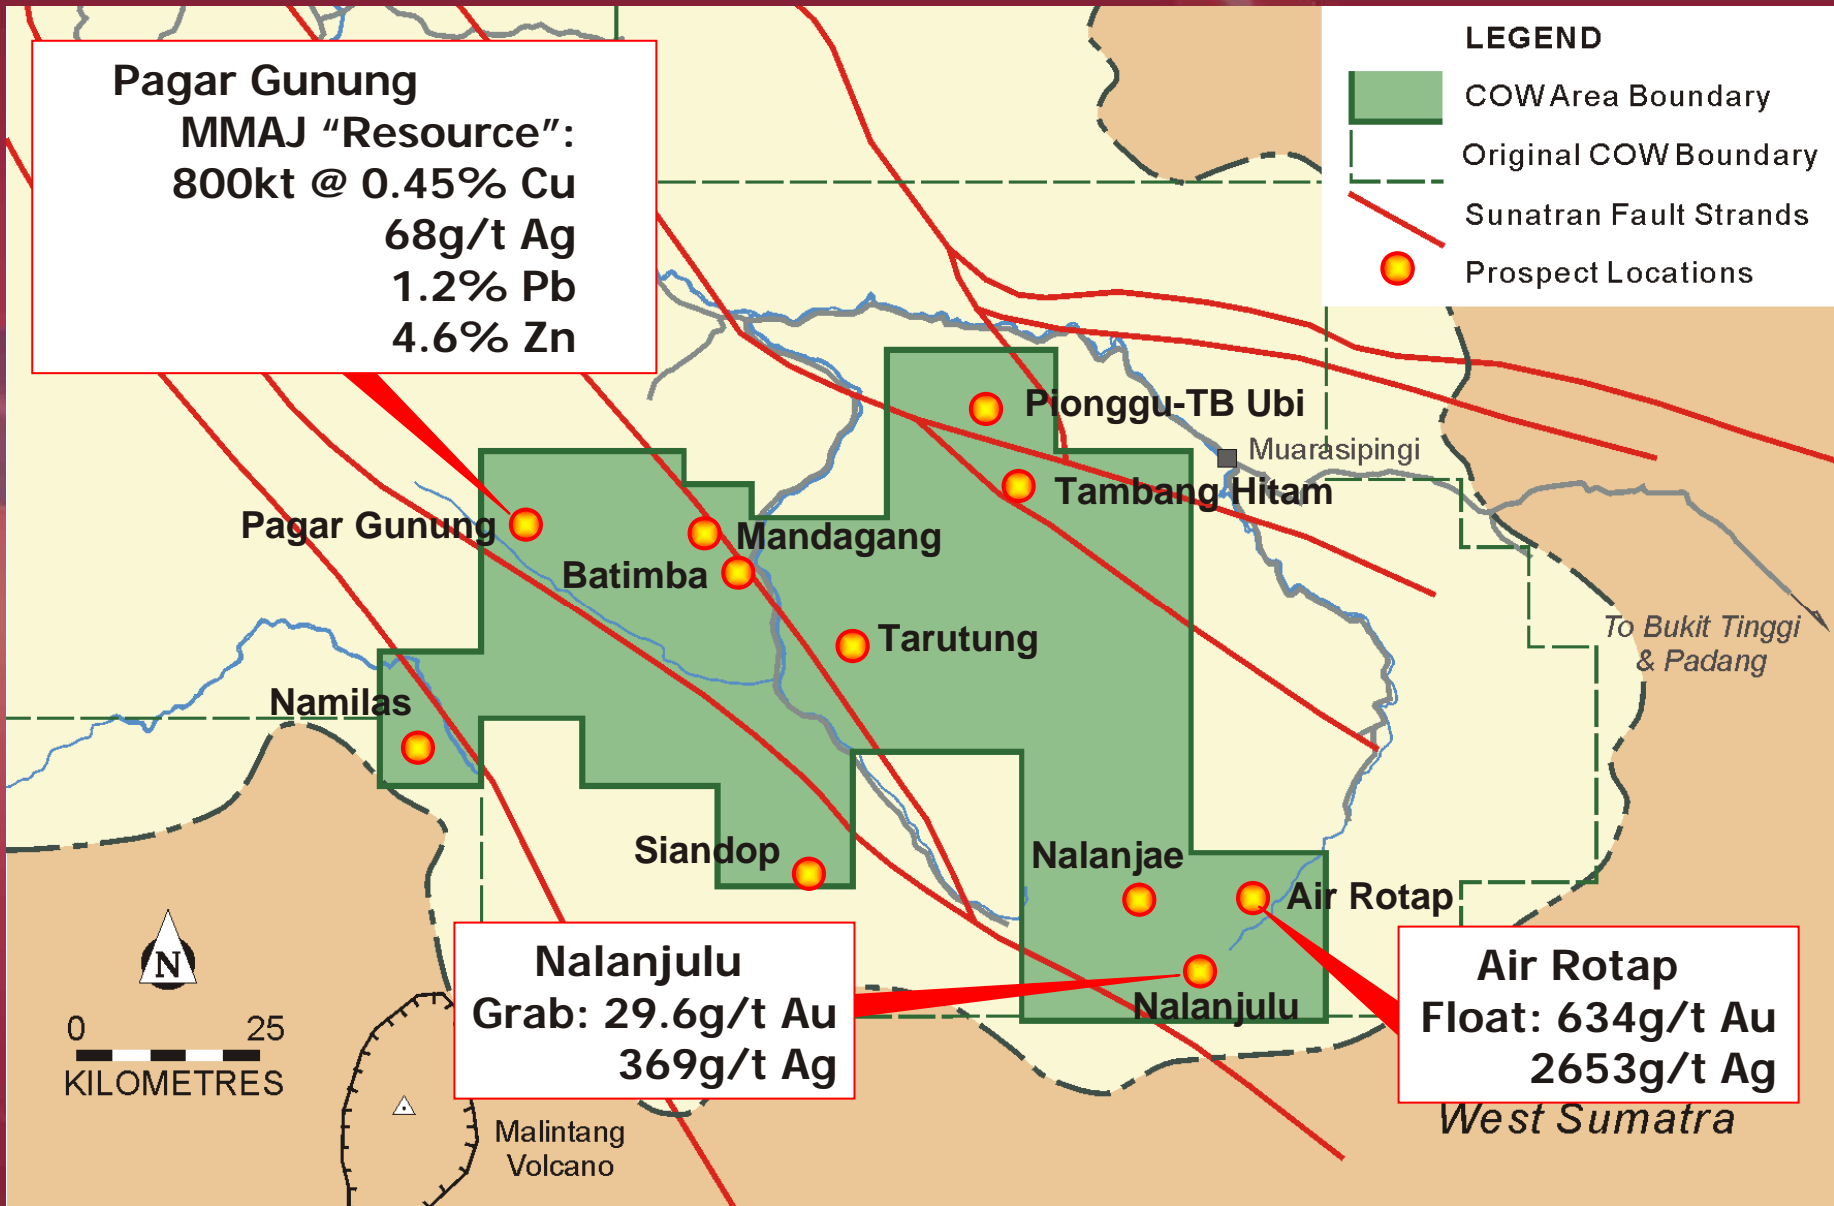 LEGEND
COW Area Boundary
Original COW Boundary
Sunatran Fault Strands
Prospect Locations
Pagar Gunung
MMAJ “Resource”:
800kt @ 0.45% Cu
68g/t Ag
1.2% Pb
4.6% Zn
Pionggu-TB Ubi
Muarasipingi
Tambang Hitam
Pagar Gunung
Mandagang
Batimba
Tarutung
To Bukit Tinggi
& Padang
Namilas
Siandop
Nalanjae
Air Rotap
Nalanjulu
Nalanjulu
Grab: 29.6g/t Au
369g/t Ag
Air Rotap
Float: 634g/t Au
2653g/t Ag
West Sumatra
N
0 25
KILOMETRES
Malintang
Volcano